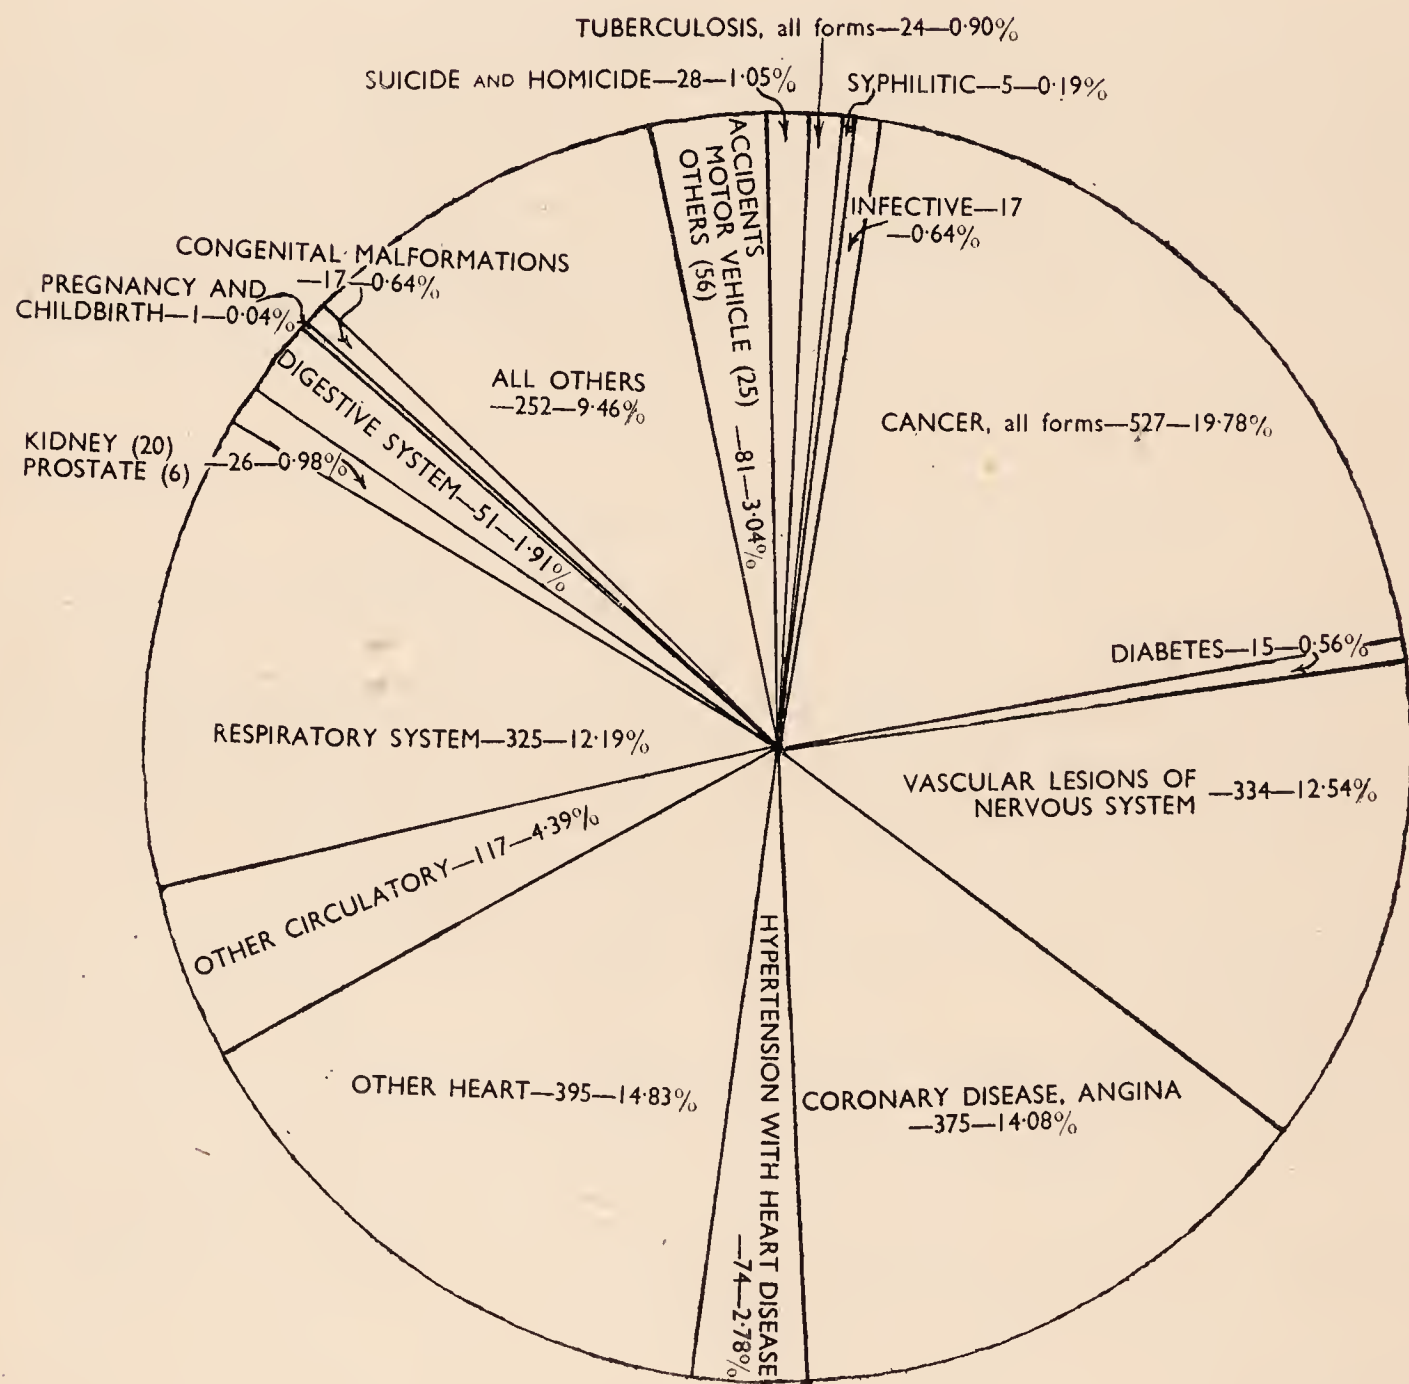 TUBERCULOSIS, all forms—24—0·90%
SUICIDE AND HOMICIDE—28—1·05%
SYPHILITIC—5—0·19%
ACCIDENTS
MOTOR VEHICLE (25) —81—3·04%
OTHERS (56)
INFECTIVE—17
—0·64%
CONGENITAL MALFORMATIONS
—17—0·64%
PREGNANCY AND
CHILDBIRTH—1—0·04%
DIGESTIVE SYSTEM—51—1·91%
ALL OTHERS
—252—9·46%
CANCER, all forms—527—19·78%
KIDNEY (20)
PROSTATE (6) —26—0·98%
DIABETES—15—0·56%
RESPIRATORY SYSTEM—325—12·19%
VASCULAR LESIONS OF
NERVOUS SYSTEM —334—12·54%
OTHER CIRCULATORY—117—4·39%
HYPERTENSION WITH HEART DISEASE
—74—2·78%
OTHER HEART—395—14·83%
CORONARY DISEASE, ANGINA
—375—14·08%